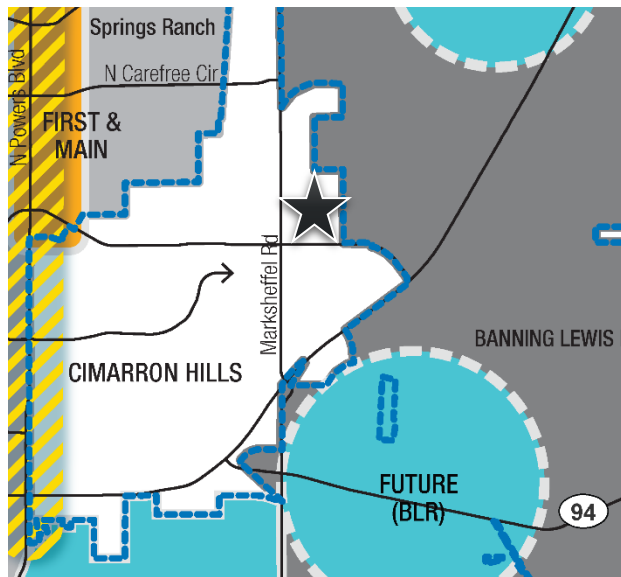 Springs Ranch
N Carefree Cir
N Powers Blvd
FIRST &
MAIN
Marksheffel Rd
BANNING LEWIS
CIMARRON HILLS
FUTURE
(BLR)
94